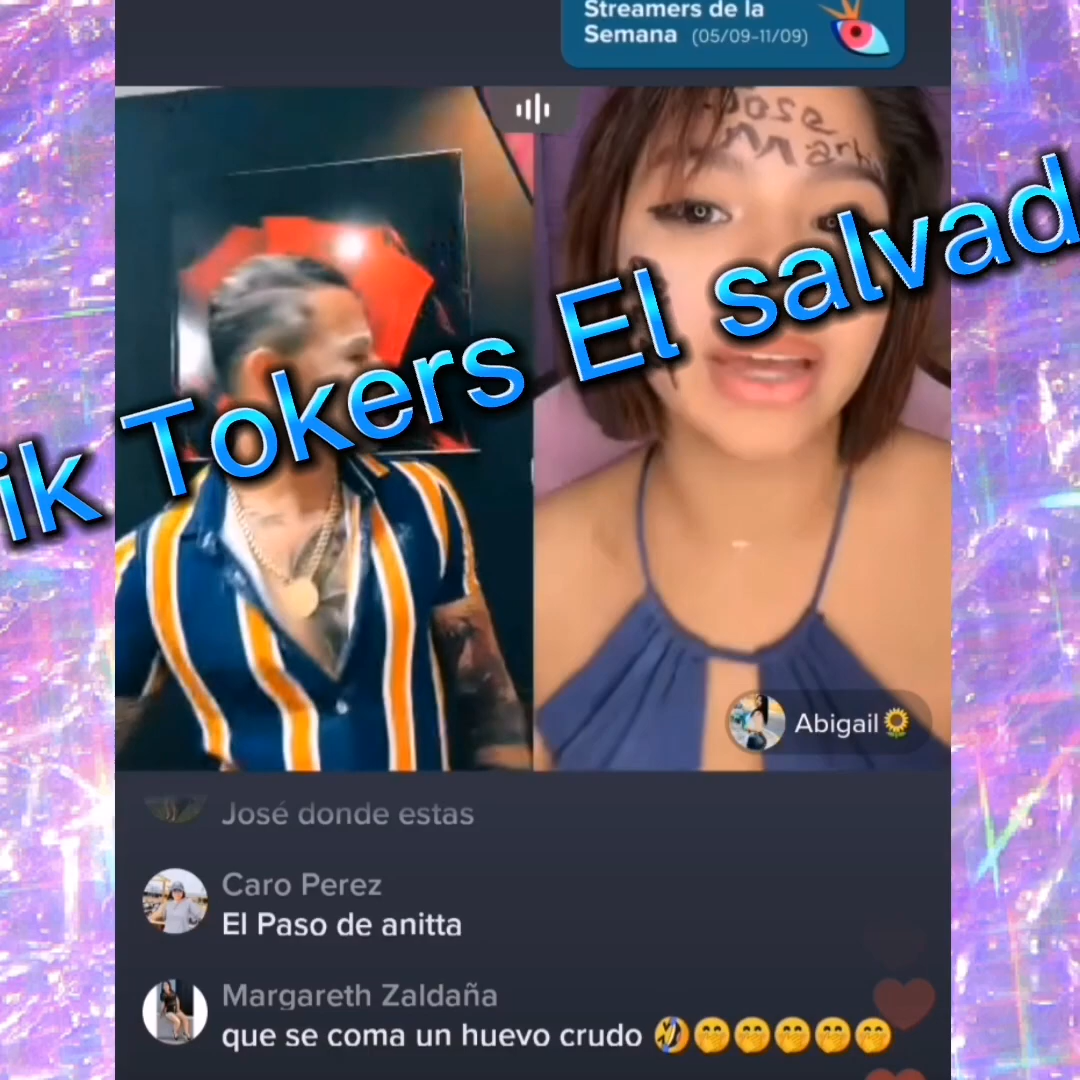 Streamers de la
Semana (05/09-11/09)
ose
ik Tokers El salvad
Abigail🌻
José donde estas
Caro Perez
El Paso de anitta
Margareth Zaldaña
que se coma un huevo crudo 🤣🤭🤭🤭🤭🤭